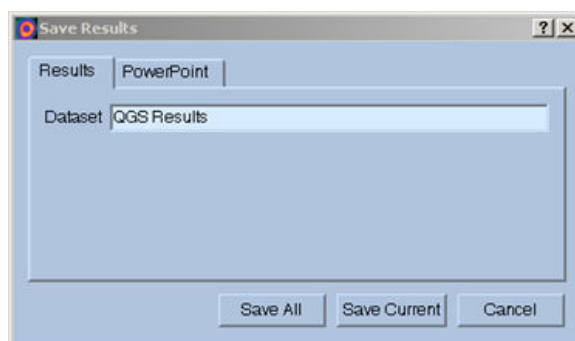 Save Results
Results PowerPoint
Dataset QGS Results
Save All Save Current Cancel